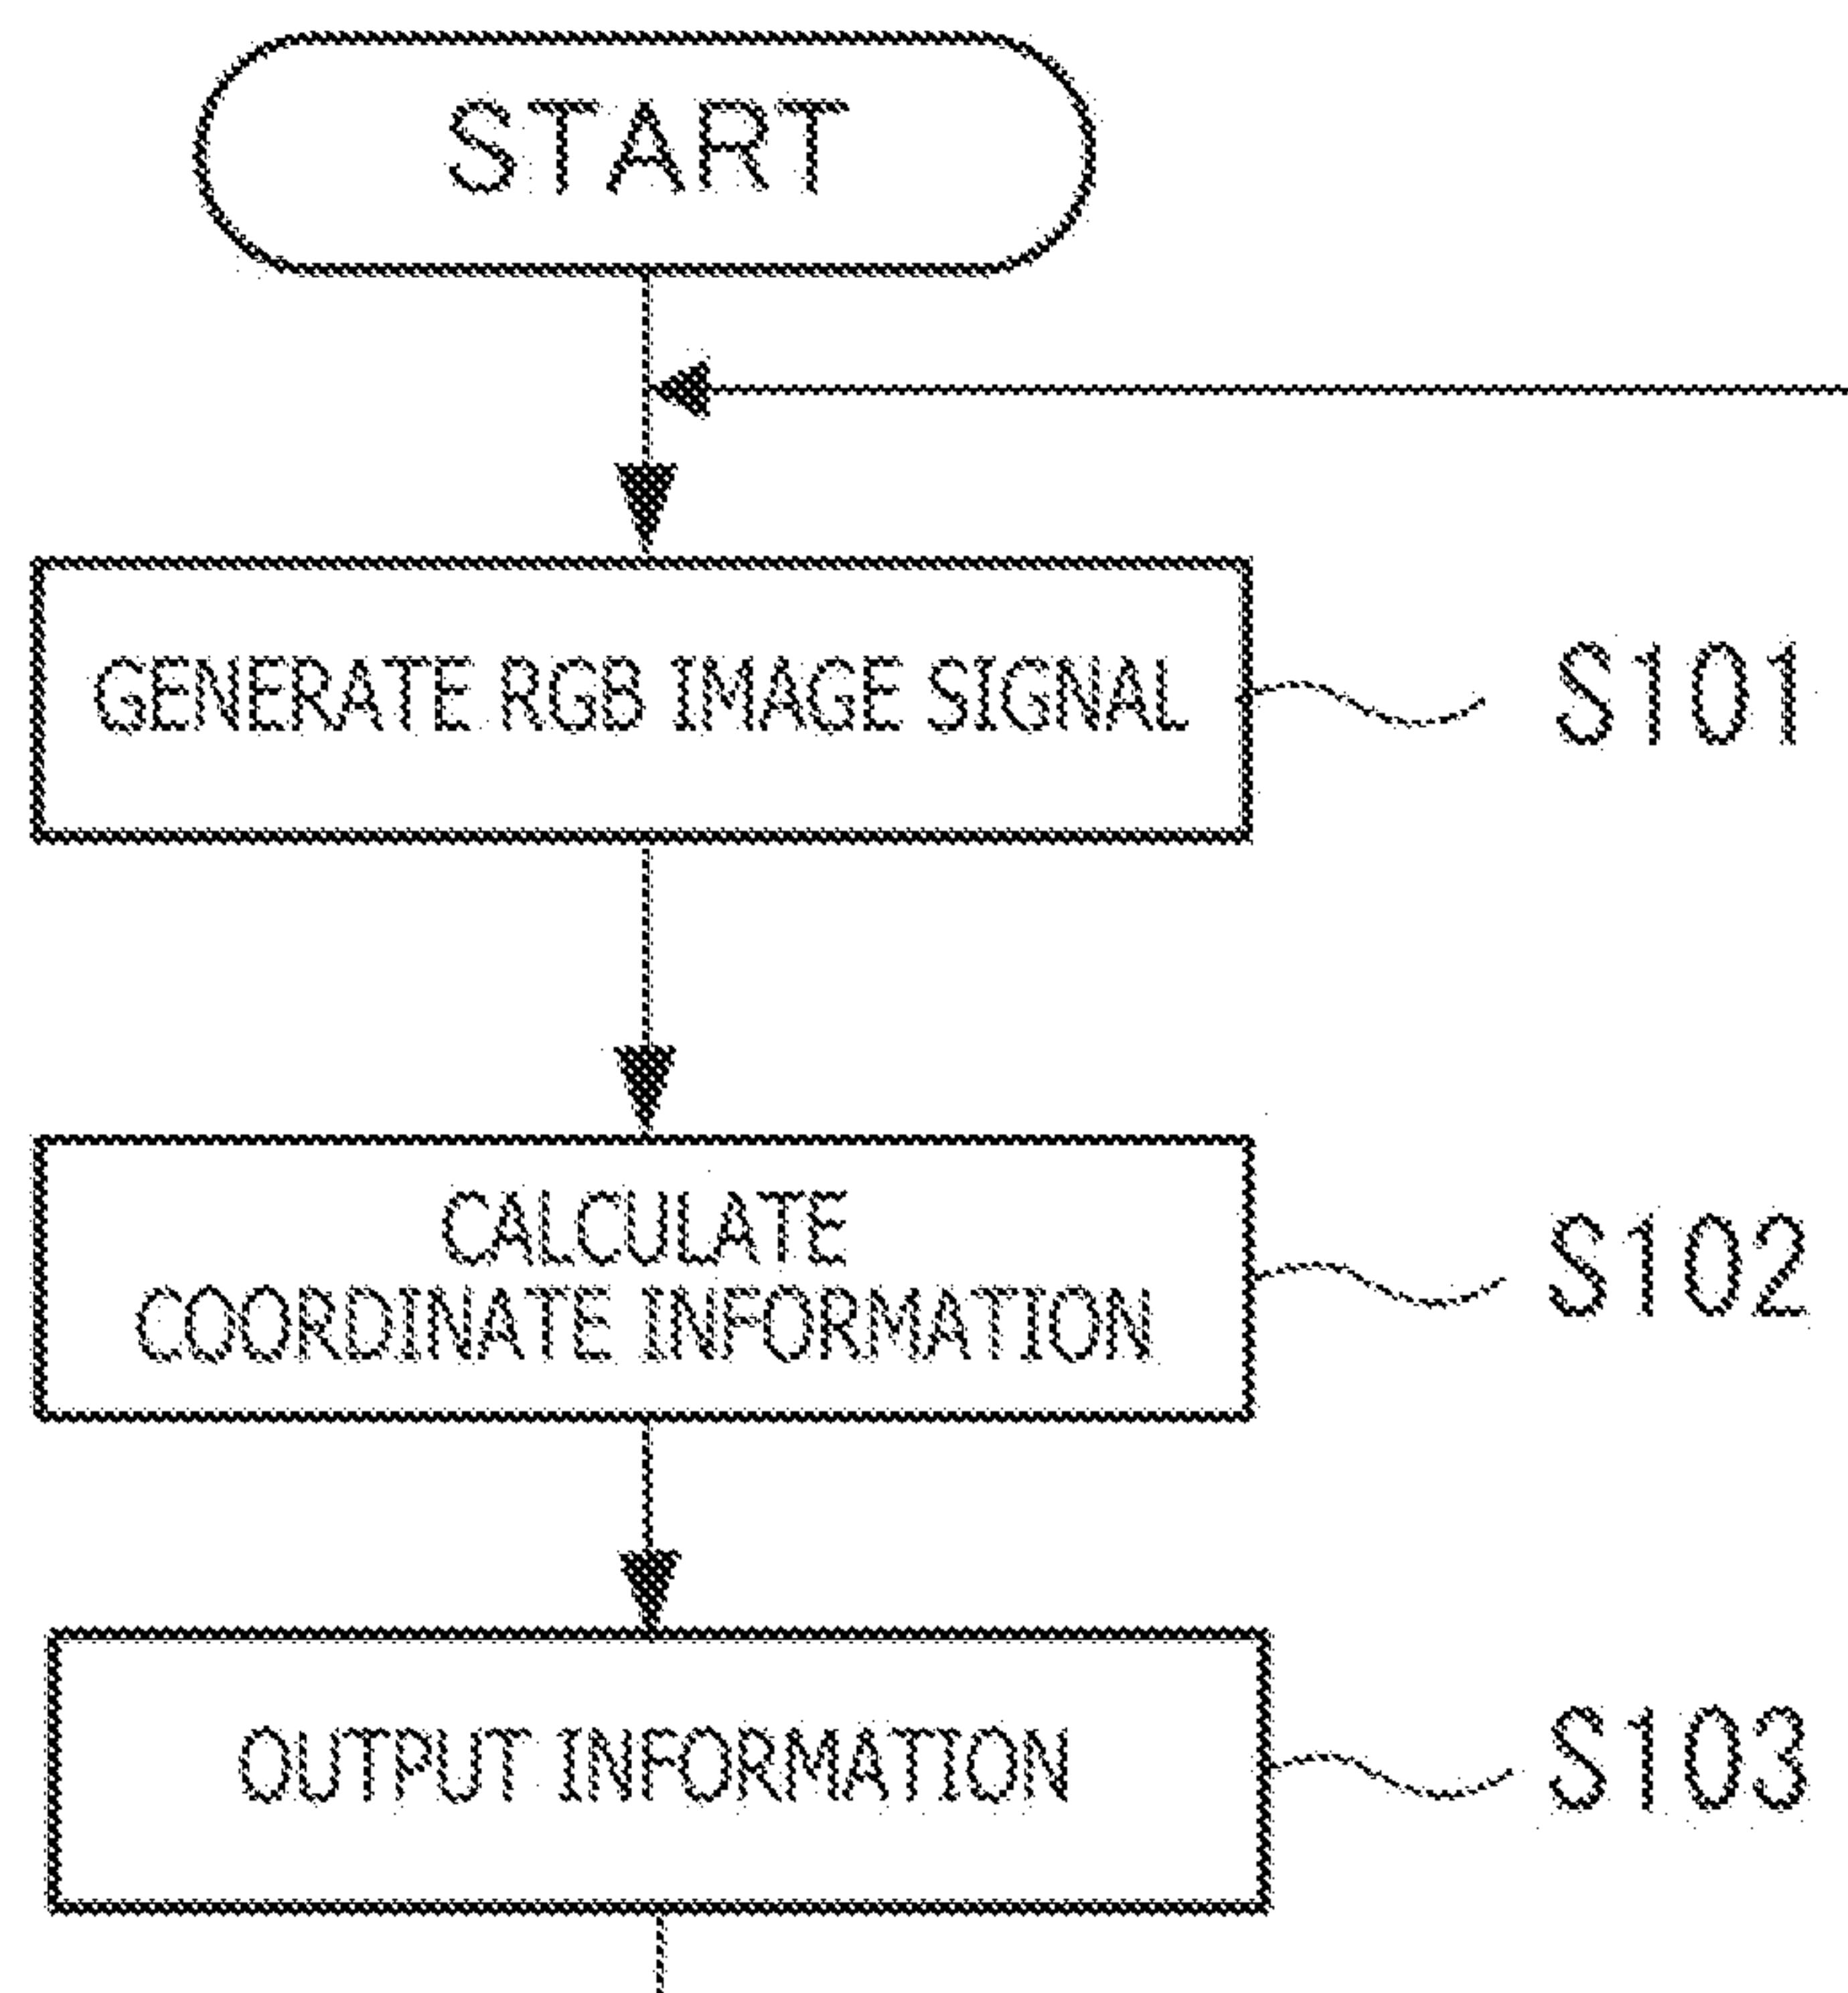 START
GENERATE RGB IMAGE SIGNAL
S101
CALCULATE
COORDINATE INFORMATION
S102
OUTPUT INFORMATION
S103